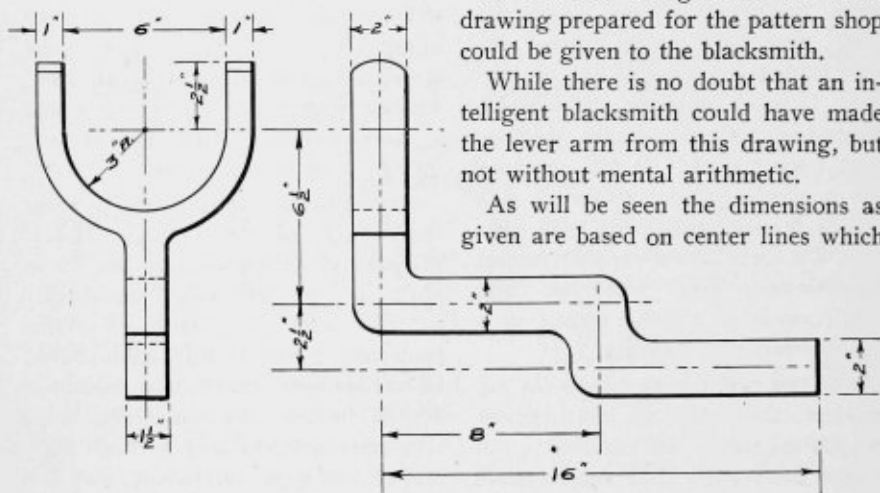 1"
6"
1"
2"
drawing prepared for the pattern shop
could be given to the blacksmith.
While there is no doubt that an in-
telligent blacksmith could have made
the lever arm from this drawing, but
not without mental arithmetic.
As will be seen the dimensions as
given are based on center lines which
2½"
3"R
6½"
2½"
2"
2"
1½"
8"
16"